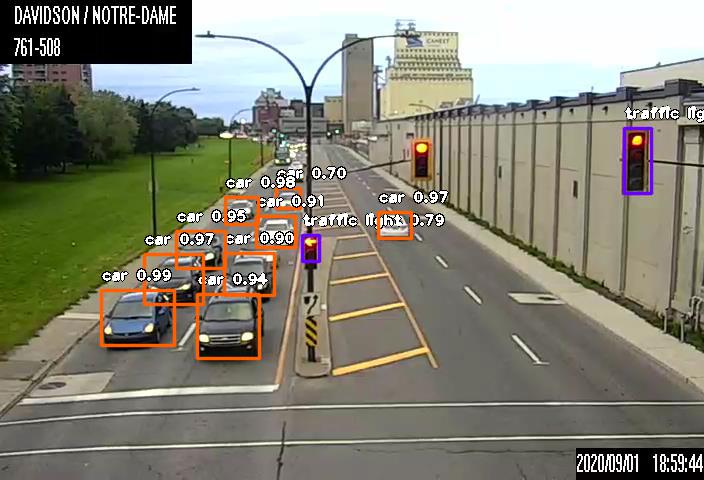 DAVIDSON / NOTRE-DAME
761-508
traffic lig
car 0.70
car 0.98
car 0.97
car 0.91
car 0.95
traffic light 0.79
car 0.97
car 0.90
car 0.99
car 0.94
2020/09/01 18:59:44